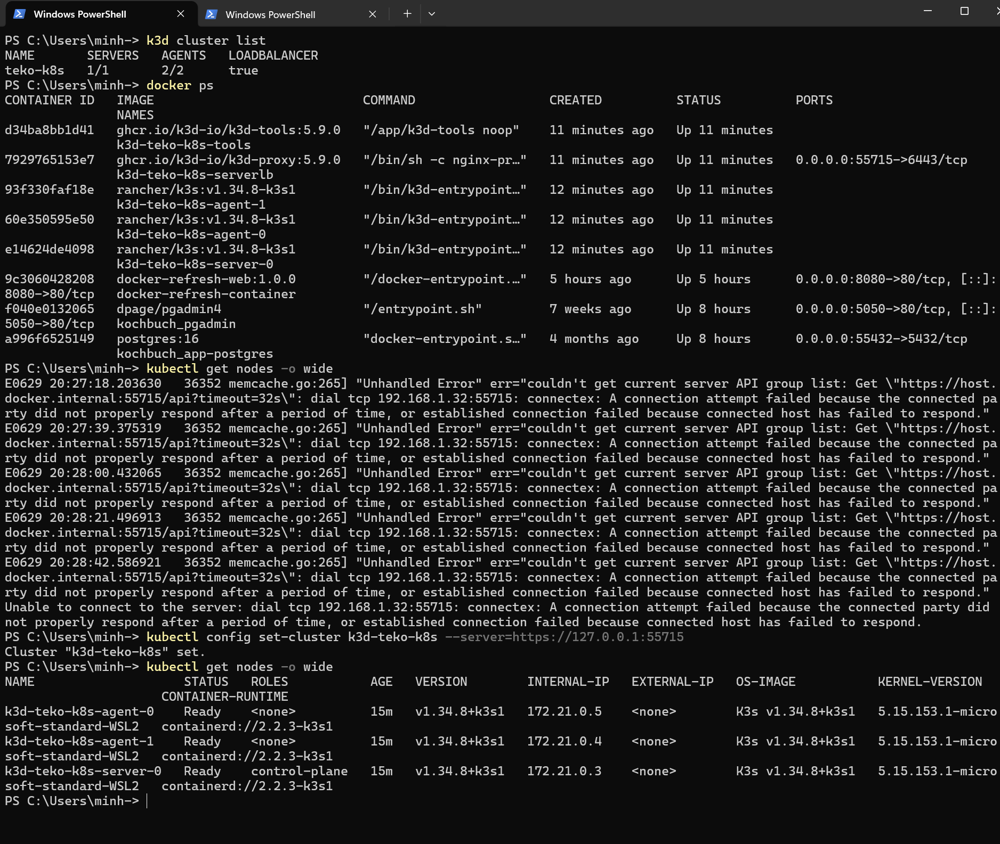 Windows PowerShell
Windows PowerShell
PS C:\Users\minh-> k3d cluster list
NAME       SERVERS   AGENTS   LOADBALANCER
teko-k8s   1/1       2/2      true
PS C:\Users\minh-> docker ps
CONTAINER ID   IMAGE                            COMMAND                  CREATED          STATUS          PORTS
               NAMES
d34ba8bb1d41   ghcr.io/k3d-io/k3d-tools:5.9.0   "/app/k3d-tools noop"    11 minutes ago   Up 11 minutes
               k3d-teko-k8s-tools
7929765153e7   ghcr.io/k3d-io/k3d-proxy:5.9.0   "/bin/sh -c nginx-pr…"   11 minutes ago   Up 11 minutes   0.0.0.0:55715->6443/tcp
               k3d-teko-k8s-serverlb
93f330faf18e   rancher/k3s:v1.34.8-k3s1         "/bin/k3d-entrypoint…"   12 minutes ago   Up 11 minutes
               k3d-teko-k8s-agent-1
60e350595e50   rancher/k3s:v1.34.8-k3s1         "/bin/k3d-entrypoint…"   12 minutes ago   Up 11 minutes
               k3d-teko-k8s-agent-0
e14624de4098   rancher/k3s:v1.34.8-k3s1         "/bin/k3d-entrypoint…"   12 minutes ago   Up 11 minutes
               k3d-teko-k8s-server-0
9c3060428208   docker-refresh-web:1.0.0         "/docker-entrypoint.…"   5 hours ago      Up 5 hours      0.0.0.0:8080->80/tcp, [::]:
8080->80/tcp   docker-refresh-container
f040e0132065   dpage/pgadmin4                   "/entrypoint.sh"         7 weeks ago      Up 8 hours      0.0.0.0:5050->80/tcp, [::]:
5050->80/tcp   kochbuch_pgadmin
a996f6525149   postgres:16                      "docker-entrypoint.s…"   4 months ago     Up 8 hours      0.0.0.0:55432->5432/tcp
               kochbuch_app-postgres
PS C:\Users\minh-> kubectl get nodes -o wide
E0629 20:27:18.203630   36352 memcache.go:265] "Unhandled Error" err="couldn't get current server API group list: Get \"https://host.
docker.internal:55715/api?timeout=32s\": dial tcp 192.168.1.32:55715: connectex: A connection attempt failed because the connected pa
rty did not properly respond after a period of time, or established connection failed because connected host has failed to respond."
E0629 20:27:39.375319   36352 memcache.go:265] "Unhandled Error" err="couldn't get current server API group list: Get \"https://host.
docker.internal:55715/api?timeout=32s\": dial tcp 192.168.1.32:55715: connectex: A connection attempt failed because the connected pa
rty did not properly respond after a period of time, or established connection failed because connected host has failed to respond."
E0629 20:28:00.432065   36352 memcache.go:265] "Unhandled Error" err="couldn't get current server API group list: Get \"https://host.
docker.internal:55715/api?timeout=32s\": dial tcp 192.168.1.32:55715: connectex: A connection attempt failed because the connected pa
rty did not properly respond after a period of time, or established connection failed because connected host has failed to respond."
E0629 20:28:21.496913   36352 memcache.go:265] "Unhandled Error" err="couldn't get current server API group list: Get \"https://host.
docker.internal:55715/api?timeout=32s\": dial tcp 192.168.1.32:55715: connectex: A connection attempt failed because the connected pa
rty did not properly respond after a period of time, or established connection failed because connected host has failed to respond."
E0629 20:28:42.586921   36352 memcache.go:265] "Unhandled Error" err="couldn't get current server API group list: Get \"https://host.
docker.internal:55715/api?timeout=32s\": dial tcp 192.168.1.32:55715: connectex: A connection attempt failed because the connected pa
rty did not properly respond after a period of time, or established connection failed because connected host has failed to respond."
Unable to connect to the server: dial tcp 192.168.1.32:55715: connectex: A connection attempt failed because the connected party did
not properly respond after a period of time, or established connection failed because connected host has failed to respond.
PS C:\Users\minh-> kubectl config set-cluster k3d-teko-k8s --server=https://127.0.0.1:55715
Cluster "k3d-teko-k8s" set.
PS C:\Users\minh-> kubectl get nodes -o wide
NAME                    STATUS   ROLES           AGE   VERSION        INTERNAL-IP   EXTERNAL-IP   OS-IMAGE           KERNEL-VERSION
                     CONTAINER-RUNTIME
k3d-teko-k8s-agent-0    Ready    <none>          15m   v1.34.8+k3s1   172.21.0.5    <none>        K3s v1.34.8+k3s1   5.15.153.1-micro
soft-standard-WSL2   containerd://2.2.3-k3s1
k3d-teko-k8s-agent-1    Ready    <none>          15m   v1.34.8+k3s1   172.21.0.4    <none>        K3s v1.34.8+k3s1   5.15.153.1-micro
soft-standard-WSL2   containerd://2.2.3-k3s1
k3d-teko-k8s-server-0   Ready    control-plane   15m   v1.34.8+k3s1   172.21.0.3    <none>        K3s v1.34.8+k3s1   5.15.153.1-micro
soft-standard-WSL2   containerd://2.2.3-k3s1
PS C:\Users\minh->